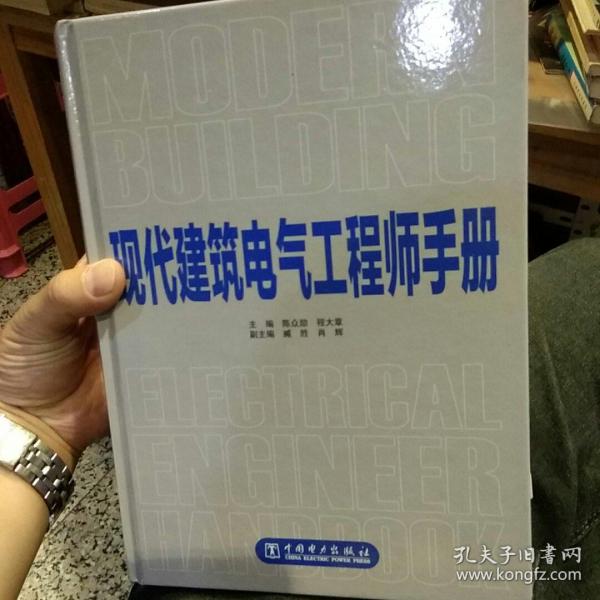 MODERN
BUILDING
现代建筑电气工程师手册
主 编 陈众励 程大章
副主编 臧 胜 肖 辉
ELECTRICAL
ENGINEER
HANDBOOK
中国电力出版社
CHINA ELECTRIC POWER PRESS
孔夫子旧书网
www.kongfz.com